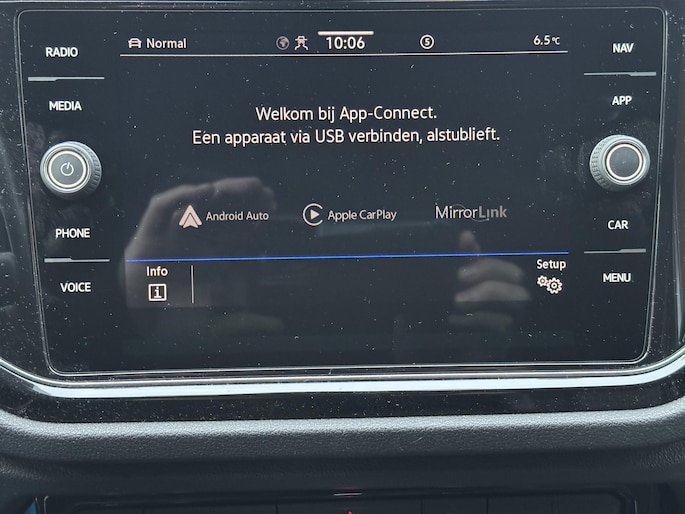 RADIO
MEDIA
PHONE
VOICE
Normal
10:06
S
6.5°C
Welkom bij App-Connect.
Een apparaat via USB verbinden, alstublieft.
Android Auto
Apple CarPlay
MirrorLink
Info
i
Setup
NAV
APP
CAR
MENU